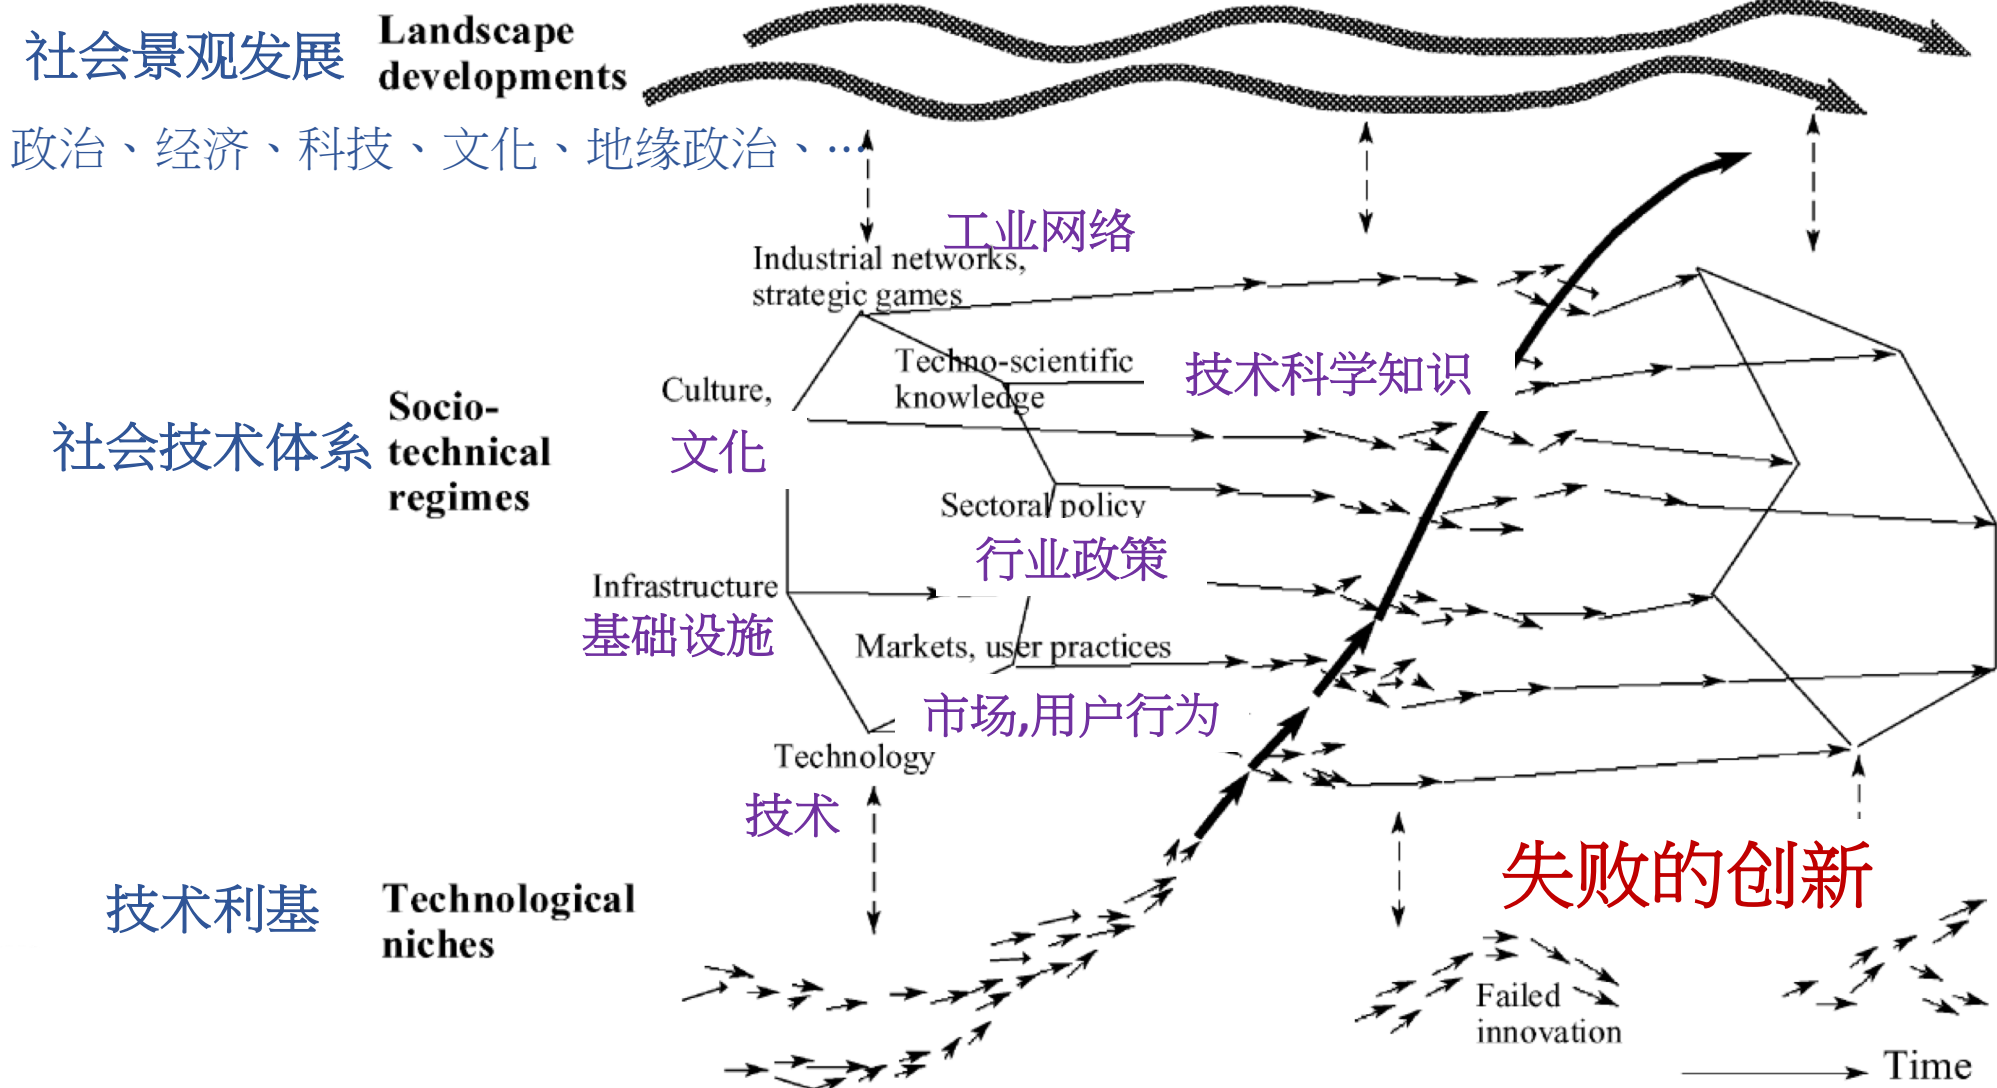 社会景观发展
Landscape
developments
政治、经济、科技、文化、地缘政治、…
工业网络
Industrial networks,
strategic games
Techno-scientific
knowledge
技术科学知识
Culture,
文化
社会技术体系
Socio-
technical
regimes
Sectoral policy
行业政策
Infrastructure
基础设施
Markets, user practices
市场,用户行为
Technology
技术
失败的创新
技术利基
Technological
niches
Failed
innovation
Time